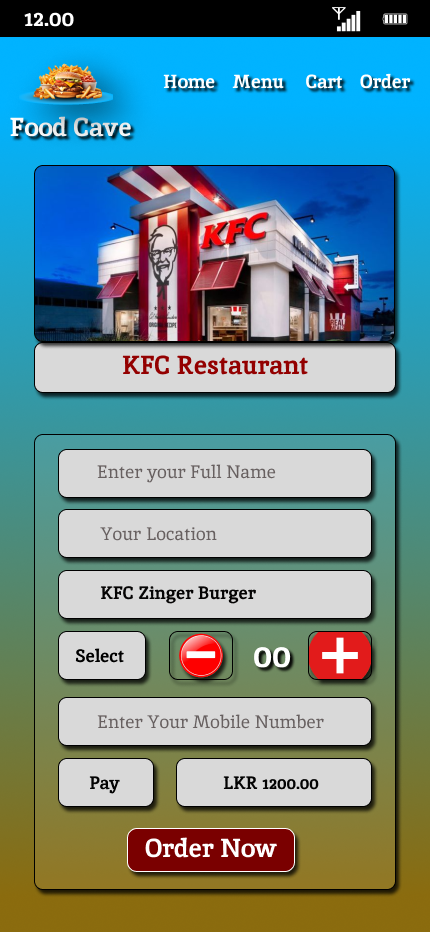 12.00
Home Menu Cart Order
Food Cave
KFC
KFC Restaurant
Enter your Full Name
Your Location
KFC Zinger Burger
Select 00
Enter Your Mobile Number
Pay LKR 1200.00
Order Now